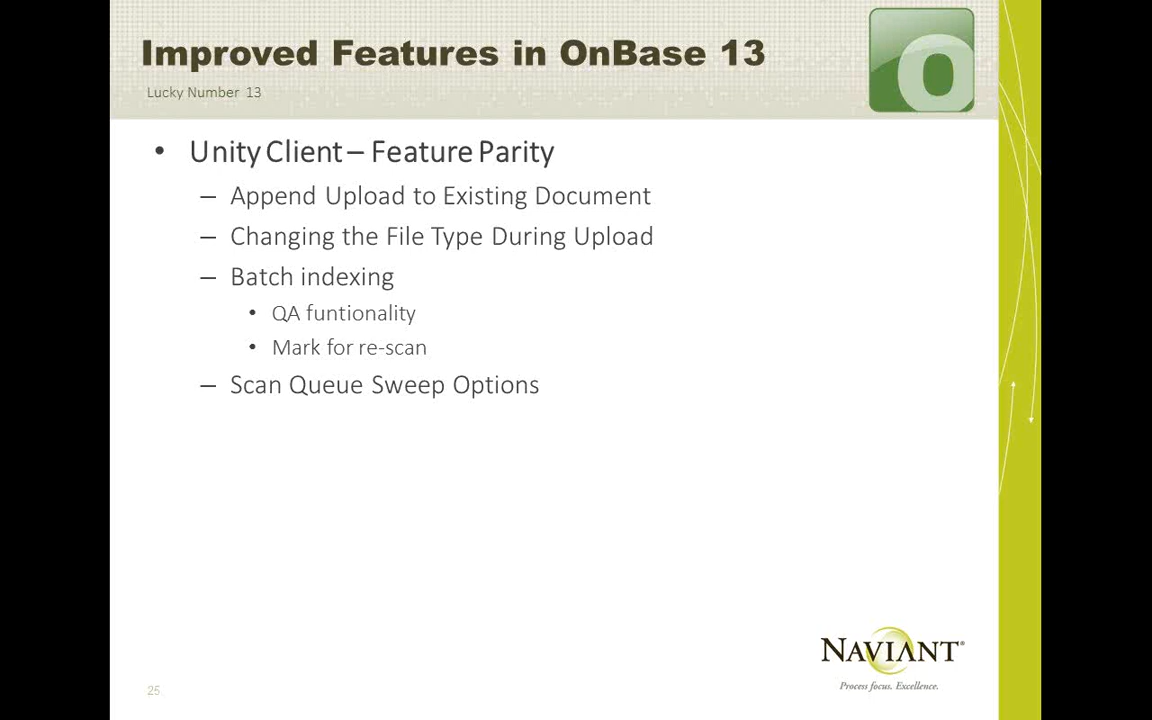 Improved Features in OnBase 13
Lucky Number 13
• Unity Client – Feature Parity
– Append Upload to Existing Document
– Changing the File Type During Upload
– Batch indexing
• QA funtionality
• Mark for re-scan
– Scan Queue Sweep Options
NAVIANT®
Process focus. Excellence.
25